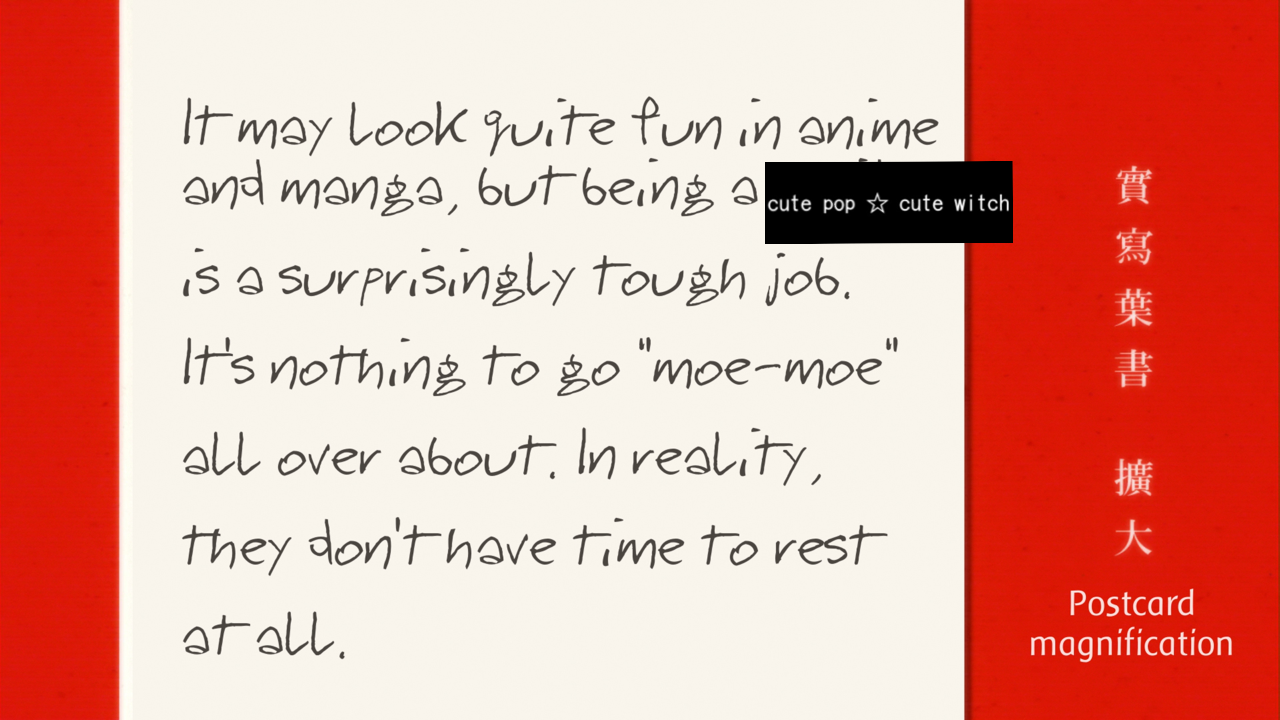 It may look quite fun in anime
and manga, but being a cute pop ☆ cute witch
is a surprisingly tough job.
It's nothing to go "moe-moe"
all over about. In reality,
they don't have time to rest
at all.
實寫葉書 擴大
Postcard
magnification